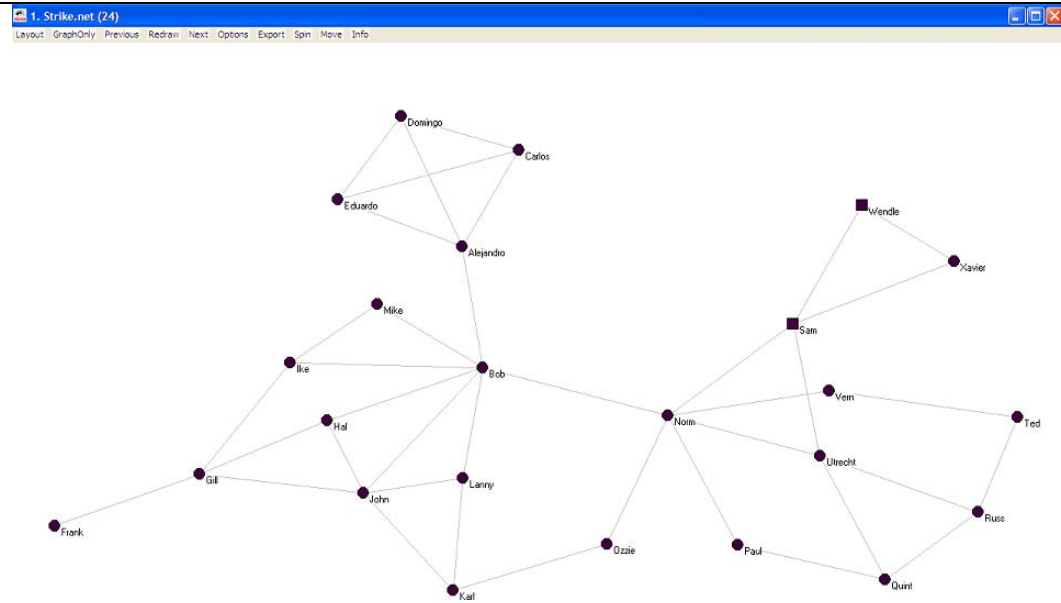 1. Strike.net (24)
Layout GraphOnly Previous Redraw Next Options Export Spin Move Info
Domingo
Carlos
Eduardo
Wendle
Alejandro
Xavier
Mike
Sam
Ike
Bob
Vern
Norm
Ted
Hal
Utrecht
Gill
Lanny
John
Russ
Frank
Ozzie
Paul
Quint
Karl